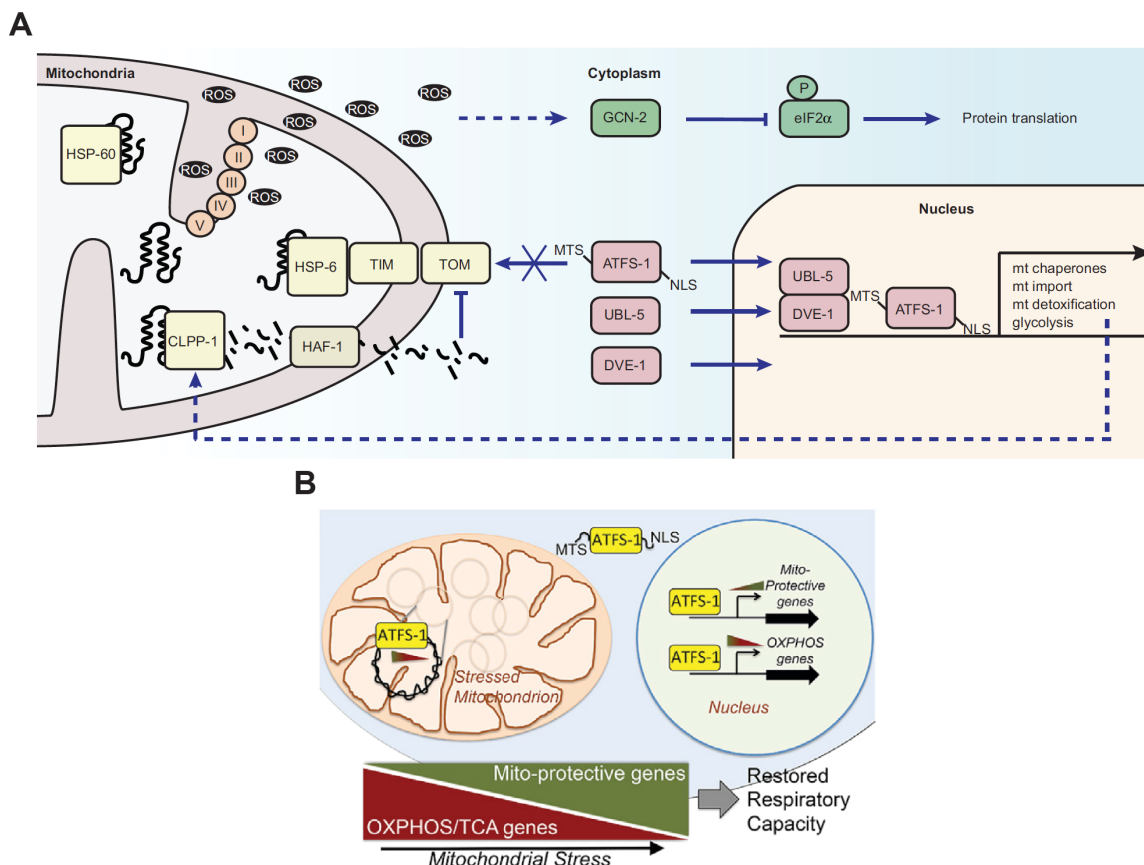 A
Mitochondria
Cytoplasm
ROS
ROS
ROS
ROS
ROS
ROS
ROS
ROS
ROS
P
GCN-2
eIF2α
Protein translation
HSP-60
I
II
III
IV
V
Nucleus
HSP-6
TIM
TOM
MTS
ATFS-1
NLS
UBL-5
DVE-1
UBL-5
DVE-1
MTS
ATFS-1
NLS
mt chaperones
mt import
mt detoxification
glycolysis
CLPP-1
HAF-1
B
MTS
ATFS-1
NLS
ATFS-1
Stressed
Mitochondrion
ATFS-1
Mito-
Protective
genes
ATFS-1
OXPHOS
genes
Nucleus
Mito-protective genes
OXPHOS/TCA genes
Mitochondrial Stress
Restored
Respiratory
Capacity